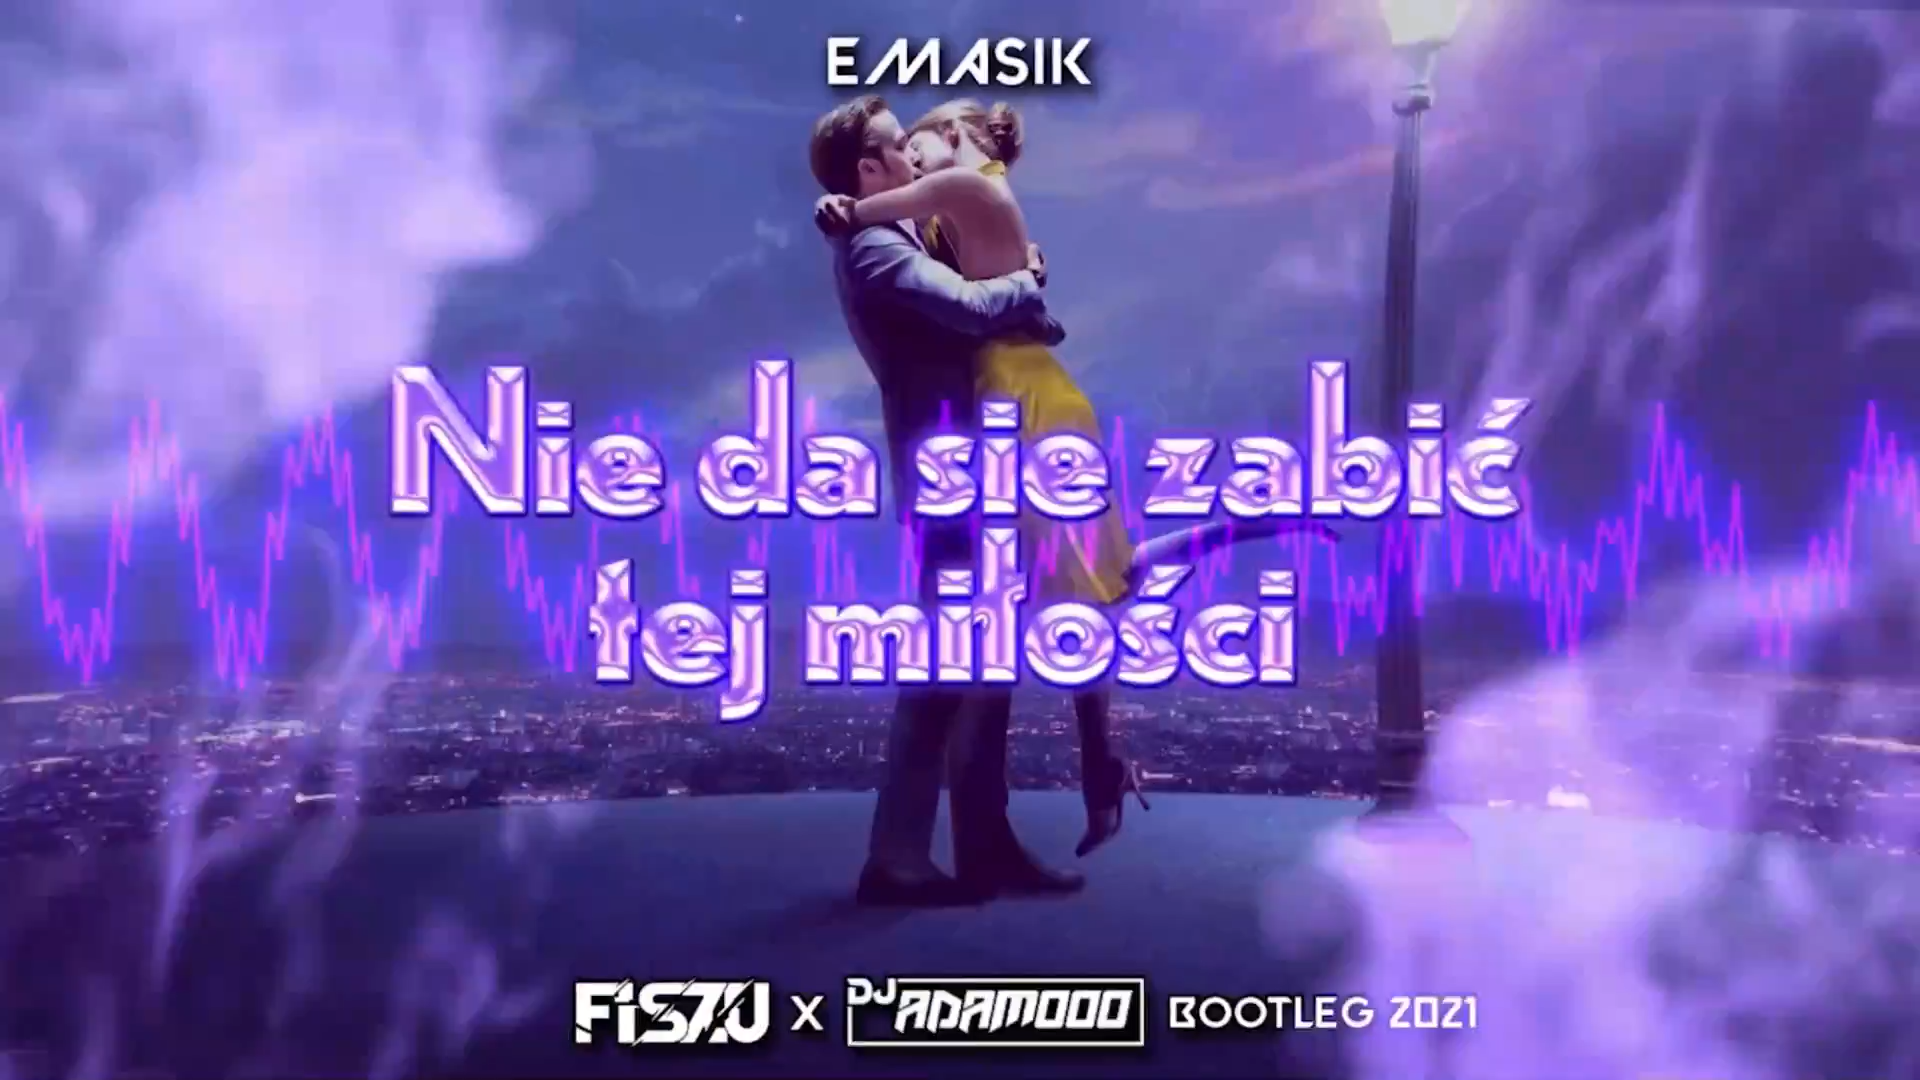 EMASIK
Nie da sie zabić
tej miłości
FISZU X DJ ADAMOOO BOOTLEG 2021